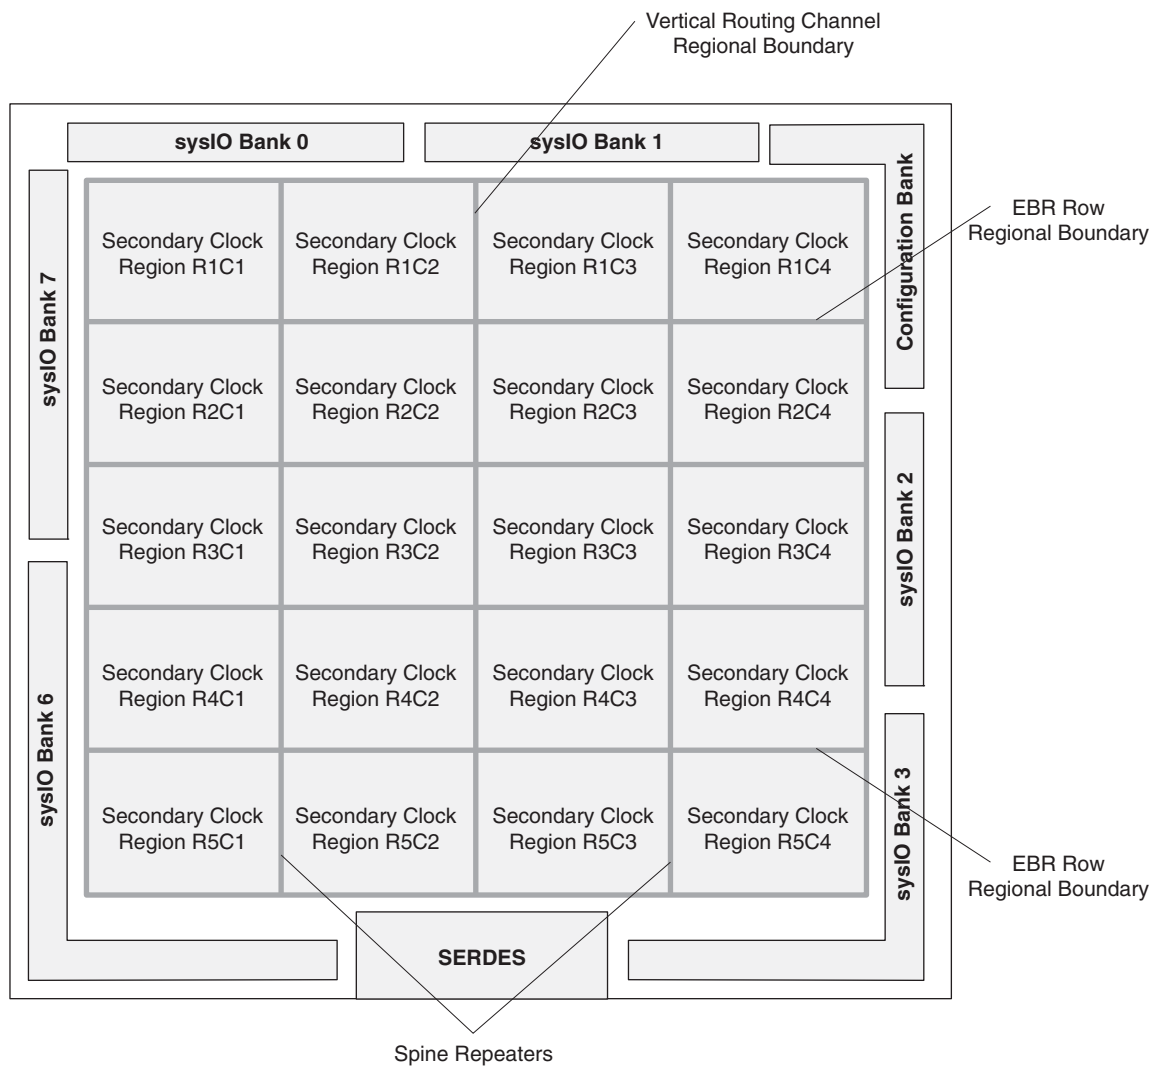 Vertical Routing Channel
Regional Boundary
sysIO Bank 0
sysIO Bank 1
Configuration Bank
EBR Row
Regional Boundary
sysIO Bank 7
Secondary Clock
Region R1C1
Secondary Clock
Region R1C2
Secondary Clock
Region R1C3
Secondary Clock
Region R1C4
Secondary Clock
Region R2C1
Secondary Clock
Region R2C2
Secondary Clock
Region R2C3
Secondary Clock
Region R2C4
sysIO Bank 2
Secondary Clock
Region R3C1
Secondary Clock
Region R3C2
Secondary Clock
Region R3C3
Secondary Clock
Region R3C4
sysIO Bank 6
Secondary Clock
Region R4C1
Secondary Clock
Region R4C2
Secondary Clock
Region R4C3
Secondary Clock
Region R4C4
Secondary Clock
Region R5C1
Secondary Clock
Region R5C2
Secondary Clock
Region R5C3
Secondary Clock
Region R5C4
sysIO Bank 3
EBR Row
Regional Boundary
SERDES
Spine Repeaters